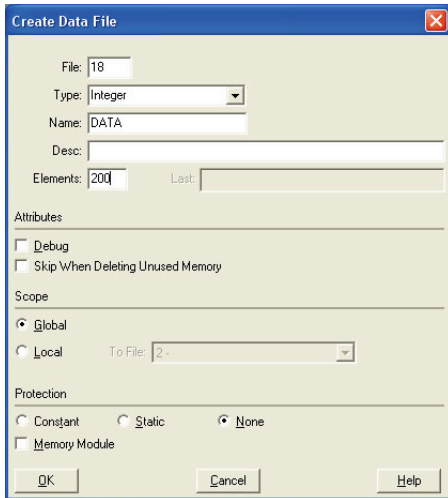 Create Data File
File: 18
Type: Integer
Name: DATA
Desc:
Elements: 200 Last:
Attributes
Debug
Skip When Deleting Unused Memory
Scope
Global
Local To File: 2 -
Protection
Constant Static None
Memory Module
OK Cancel Help